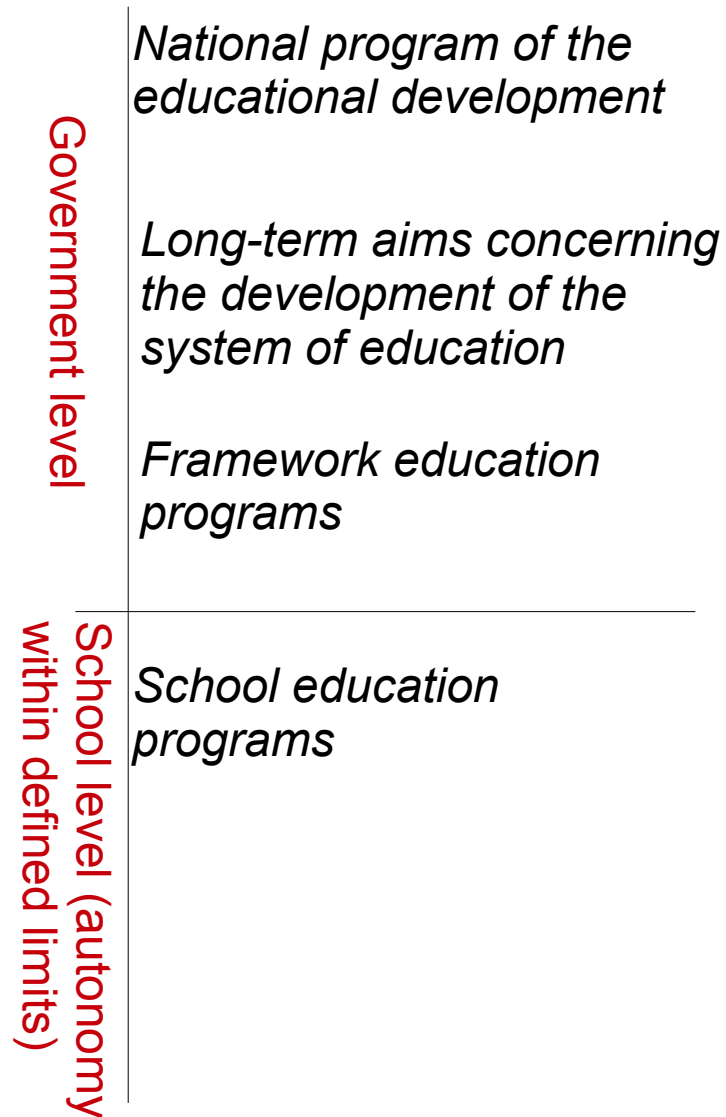 Government level
National program of the
educational development
Long-term aims concerning
the development of the
system of education
Framework education
programs
School level (autonomy
within defined limits)
School education
programs